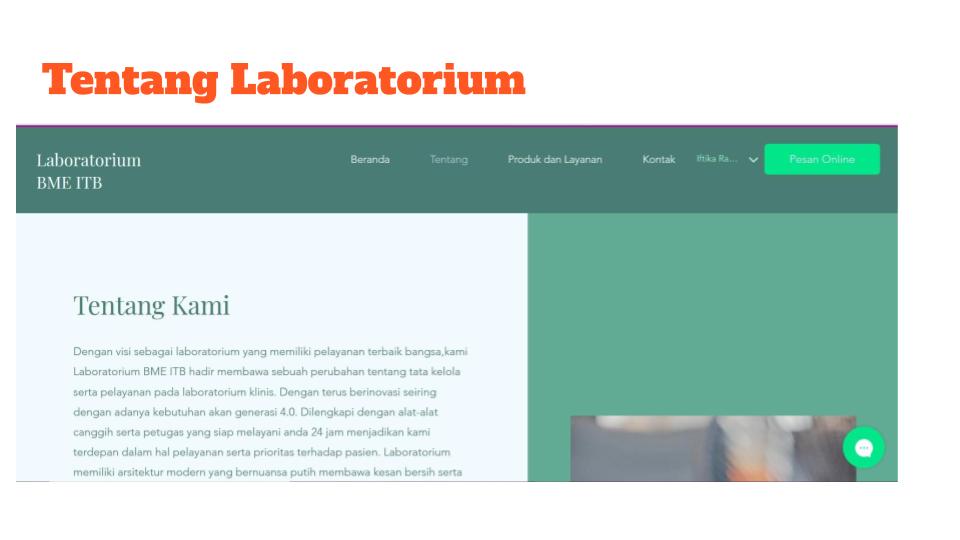 Tentang Laboratorium
Laboratorium
BME ITB
Beranda
Tentang
Produk dan Layanan
Kontak
Iftika Ra...
Pesan Online
Tentang Kami
Dengan visi sebagai laboratorium yang memiliki pelayanan terbaik bangsa,kami
Laboratorium BME ITB hadir membawa sebuah perubahan tentang tata kelola
serta pelayanan pada laboratorium klinis. Dengan terus berinovasi seiring
dengan adanya kebutuhan akan generasi 4.0. Dilengkapi dengan alat-alat
canggih serta petugas yang siap melayani anda 24 jam menjadikan kami
terdepan dalam hal pelayanan serta prioritas terhadap pasien. Laboratorium
memiliki arsitektur modern yang bernuansa putih membawa kesan bersih serta